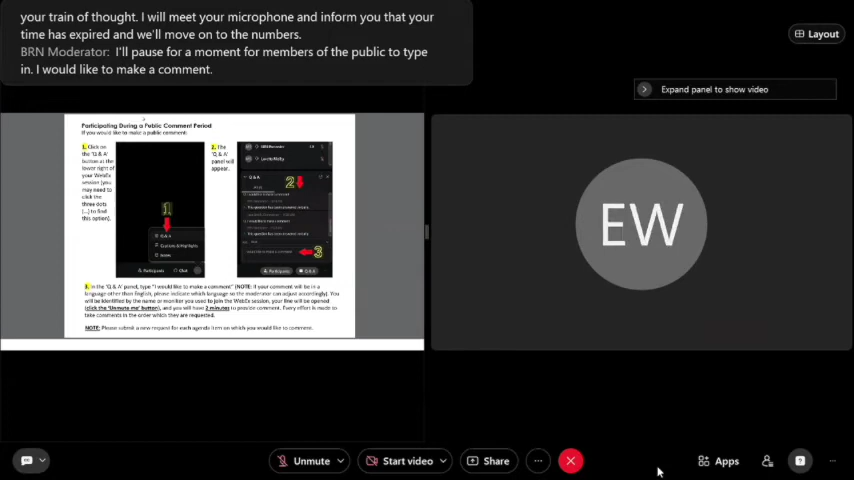 your train of thought. I will meet your microphone and inform you that your
time has expired and we'll move on to the numbers.
BRN Moderator: I'll pause for a moment for members of the public to type
in. I would like to make a comment.
Layout
Expand panel to show video
Participating During a Public Comment Period
If you would like to make a public comment:
1. Click on
the 'Q & A'
button at the
lower right of
your WebEx
session (you
may need to
click the
three dots
(...) to find
this option).
1
Q & A
Participants
Chat
2. The
'Q & A'
panel will
appear.
Q & A
2
3
Participants
Q & A
3. In the 'Q & A' panel, type "I would like to make a comment" (NOTE: if your comment will be in a
language other than English, please indicate which language so the moderator can adjust accordingly). You
will be identified by the name or moniker you used to join the WebEx session, your line will be opened
(click the 'Unmute me' button), and you will have 2 minutes to provide comment. Every effort is made to
take comments in the order which they are requested.
NOTE: Please submit a new request for each agenda item on which you would like to comment.
EW
Unmute
Start video
Share
Apps